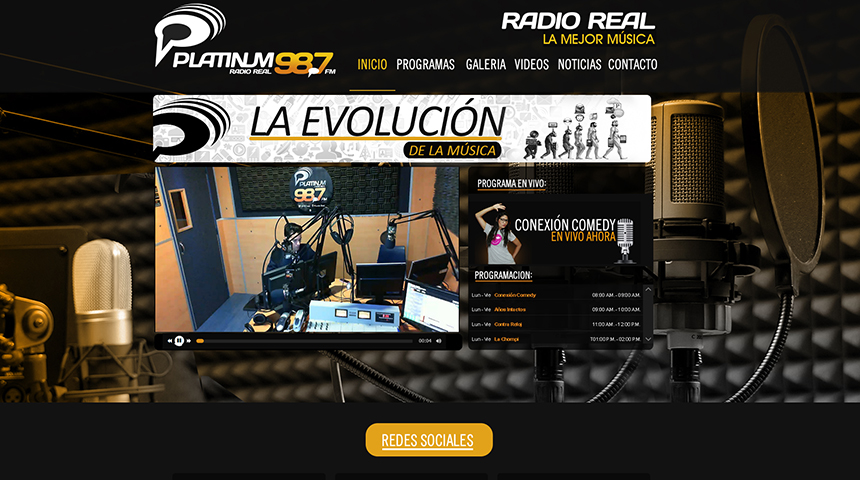 RADIO REAL
LA MEJOR MÚSICA
PLATINUM 98.7 FM
RADIO REAL
INICIO PROGRAMAS GALERIA VIDEOS NOTICIAS CONTACTO
LA EVOLUCIÓN
DE LA MÚSICA
PLATINUM
98.7 FM
PROGRAMA EN VIVO:
CONEXIÓN COMEDY
EN VIVO AHORA
PROGRAMACION:
Lun - Vie Conexión Comedy 08:00 AM. - 09:00 AM.
Lun - Vie Años Intactos 09:00 AM. - 10:00 AM.
Lun - Vie Contra Reloj 11:00 AM. - 12:00 PM.
Lun - Vie La Champi T01:00 P.M. - 02:00 P.M.
00:04
REDES SOCIALES